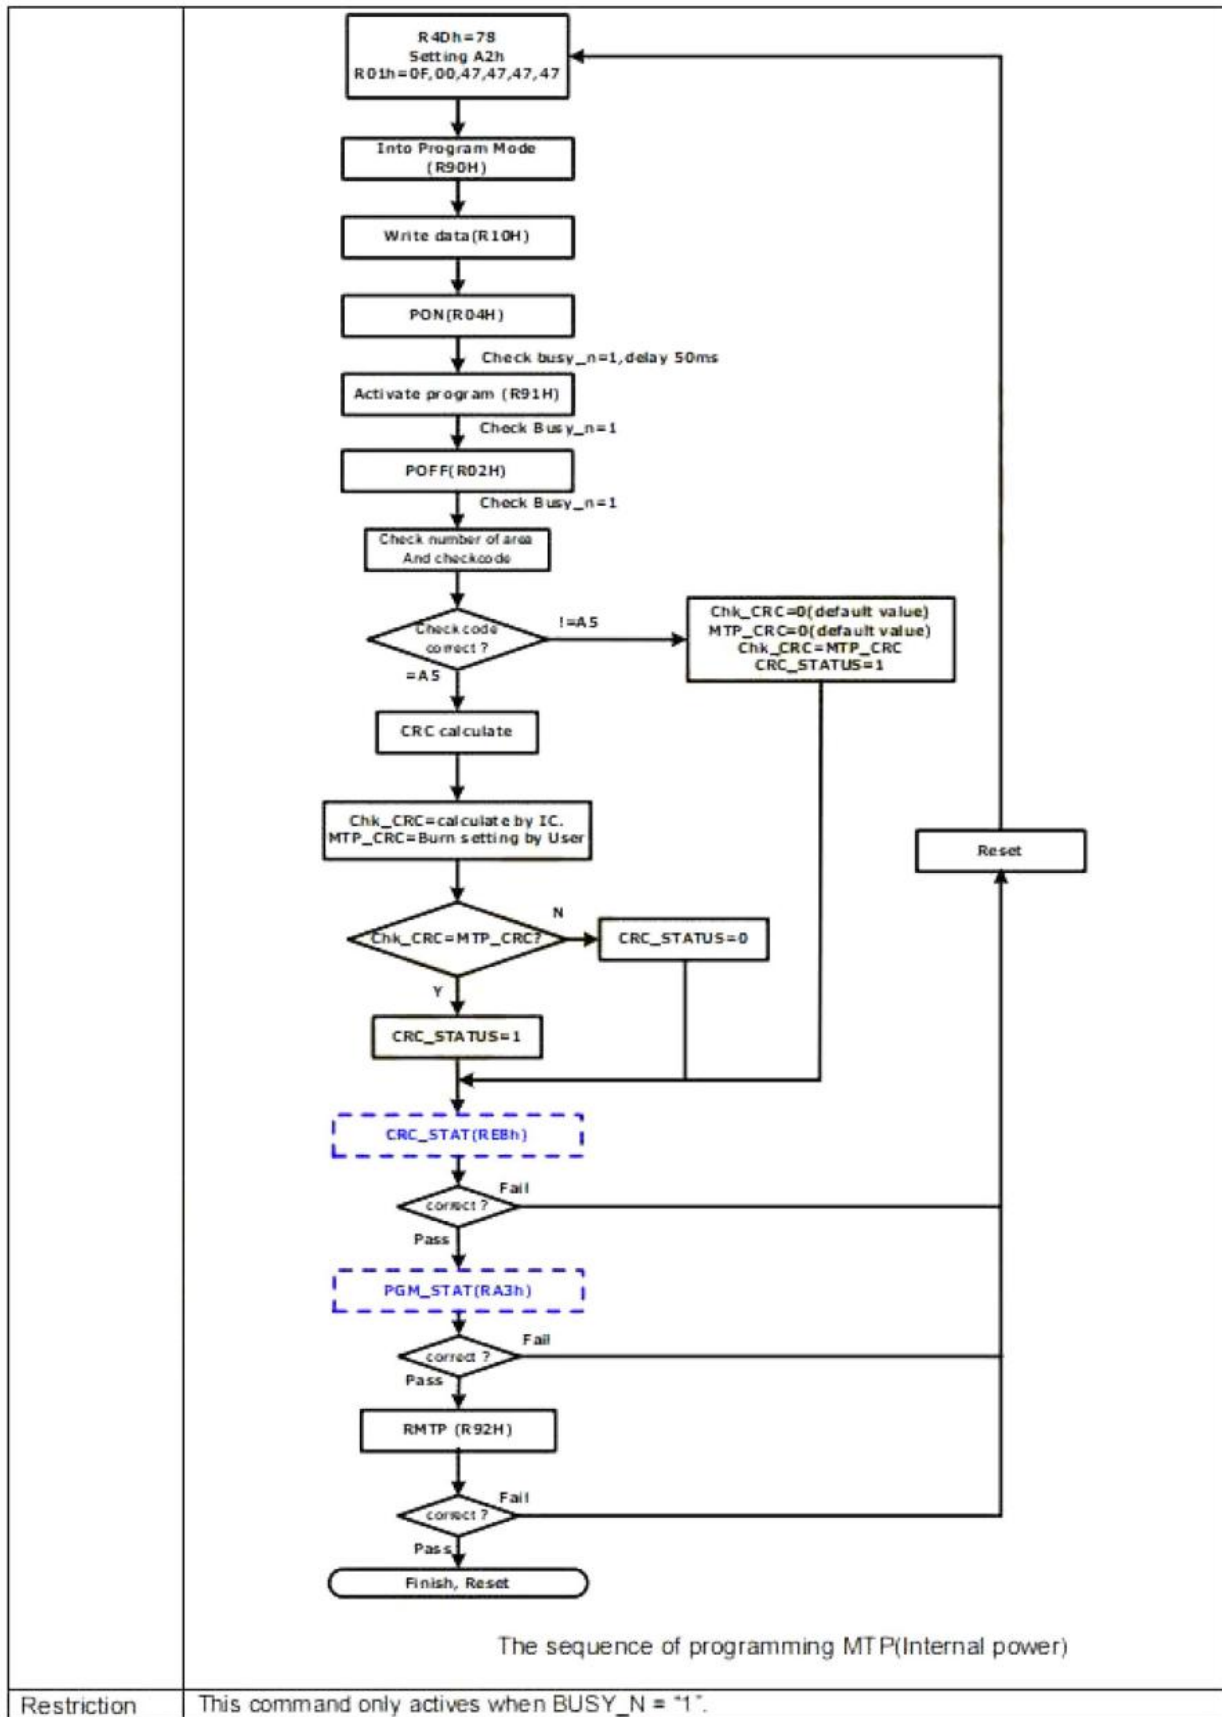 R4Dh=78
Setting A2h
R01h=0F,00,47,47,47,47
Into Program Mode
(R90H)
Write data(R10H)
PON(R04H)
Check busy_n=1,delay 50ms
Activate program (R91H)
Check Busy_n=1
POFF(R02H)
Check Busy_n=1
Check number of area
And checkcode
Check code
correct ?
!=A5
Chk_CRC=0(default value)
MTP_CRC=0(default value)
Chk_CRC=MTP_CRC
CRC_STATUS=1
=A5
CRC calculate
Chk_CRC=calculate by IC.
MTP_CRC=Burn setting by User
Reset
Chk_CRC=MTP_CRC?
N
CRC_STATUS=0
Y
CRC_STATUS=1
CRC_STAT(RE8h)
correct ?
Fail
Pass
PGM_STAT(RA3h)
correct ?
Fail
Pass
RMTP (R92H)
correct ?
Fail
Pass
Finish, Reset
The sequence of programming MTP(Internal power)
Restriction
This command only actives when BUSY_N = "1".